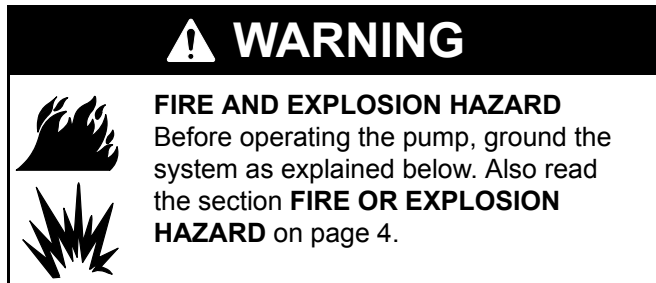 WARNING
FIRE AND EXPLOSION HAZARD
Before operating the pump, ground the
system as explained below. Also read
the section FIRE OR EXPLOSION
HAZARD on page 4.